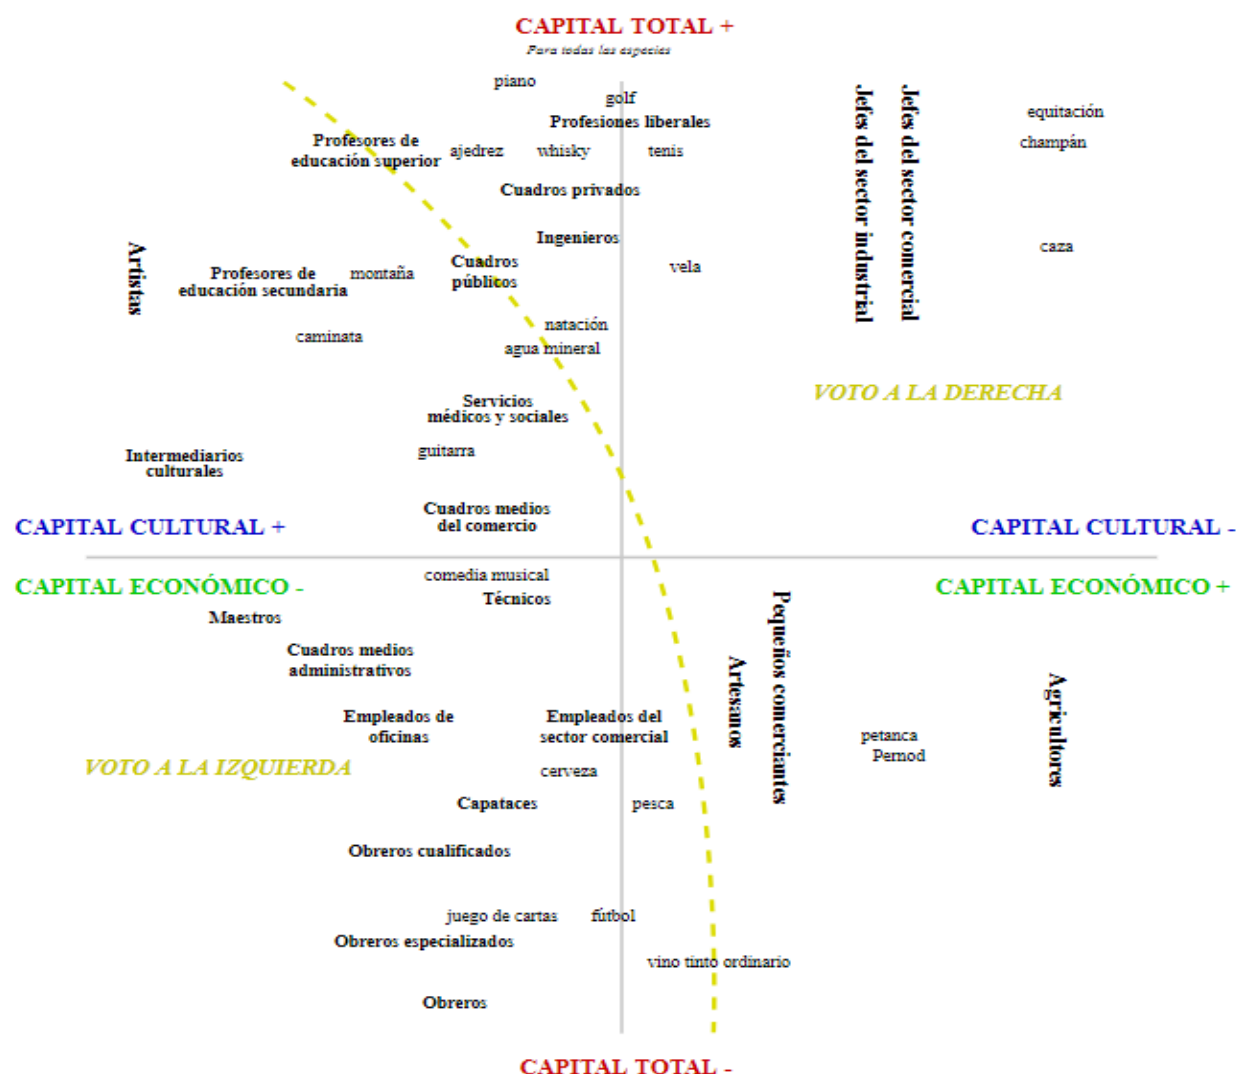 CAPITAL TOTAL +
Para todas las especies
piano
golf
equitación
Profesiones liberales
Profesores de
educación superior
ajedrez
whisky
tenis
champán
Jefes del sector industrial
Jefes del sector comercial
Cuadros privados
Ingenieros
caza
Artistas
Profesores de
educación secundaria
montaña
Cuadros
públicos
vela
caminata
natación
agua mineral
VOTO A LA DERECHA
Servicios
médicos y sociales
guitarra
Intermediarios
culturales
Cuadros medios
del comercio
CAPITAL CULTURAL +
CAPITAL CULTURAL -
CAPITAL ECONÓMICO -
CAPITAL ECONÓMICO +
comedia musical
Técnicos
Maestros
Cuadros medios
administrativos
Artesanos
Pequeños comerciantes
Agricultores
Empleados de
oficinas
Empleados del
sector comercial
petanca
Pernod
VOTO A LA IZQUIERDA
cerveza
Capataces
pesca
Obreros cualificados
juego de cartas
fútbol
Obreros especializados
vino tinto ordinario
Obreros
CAPITAL TOTAL -